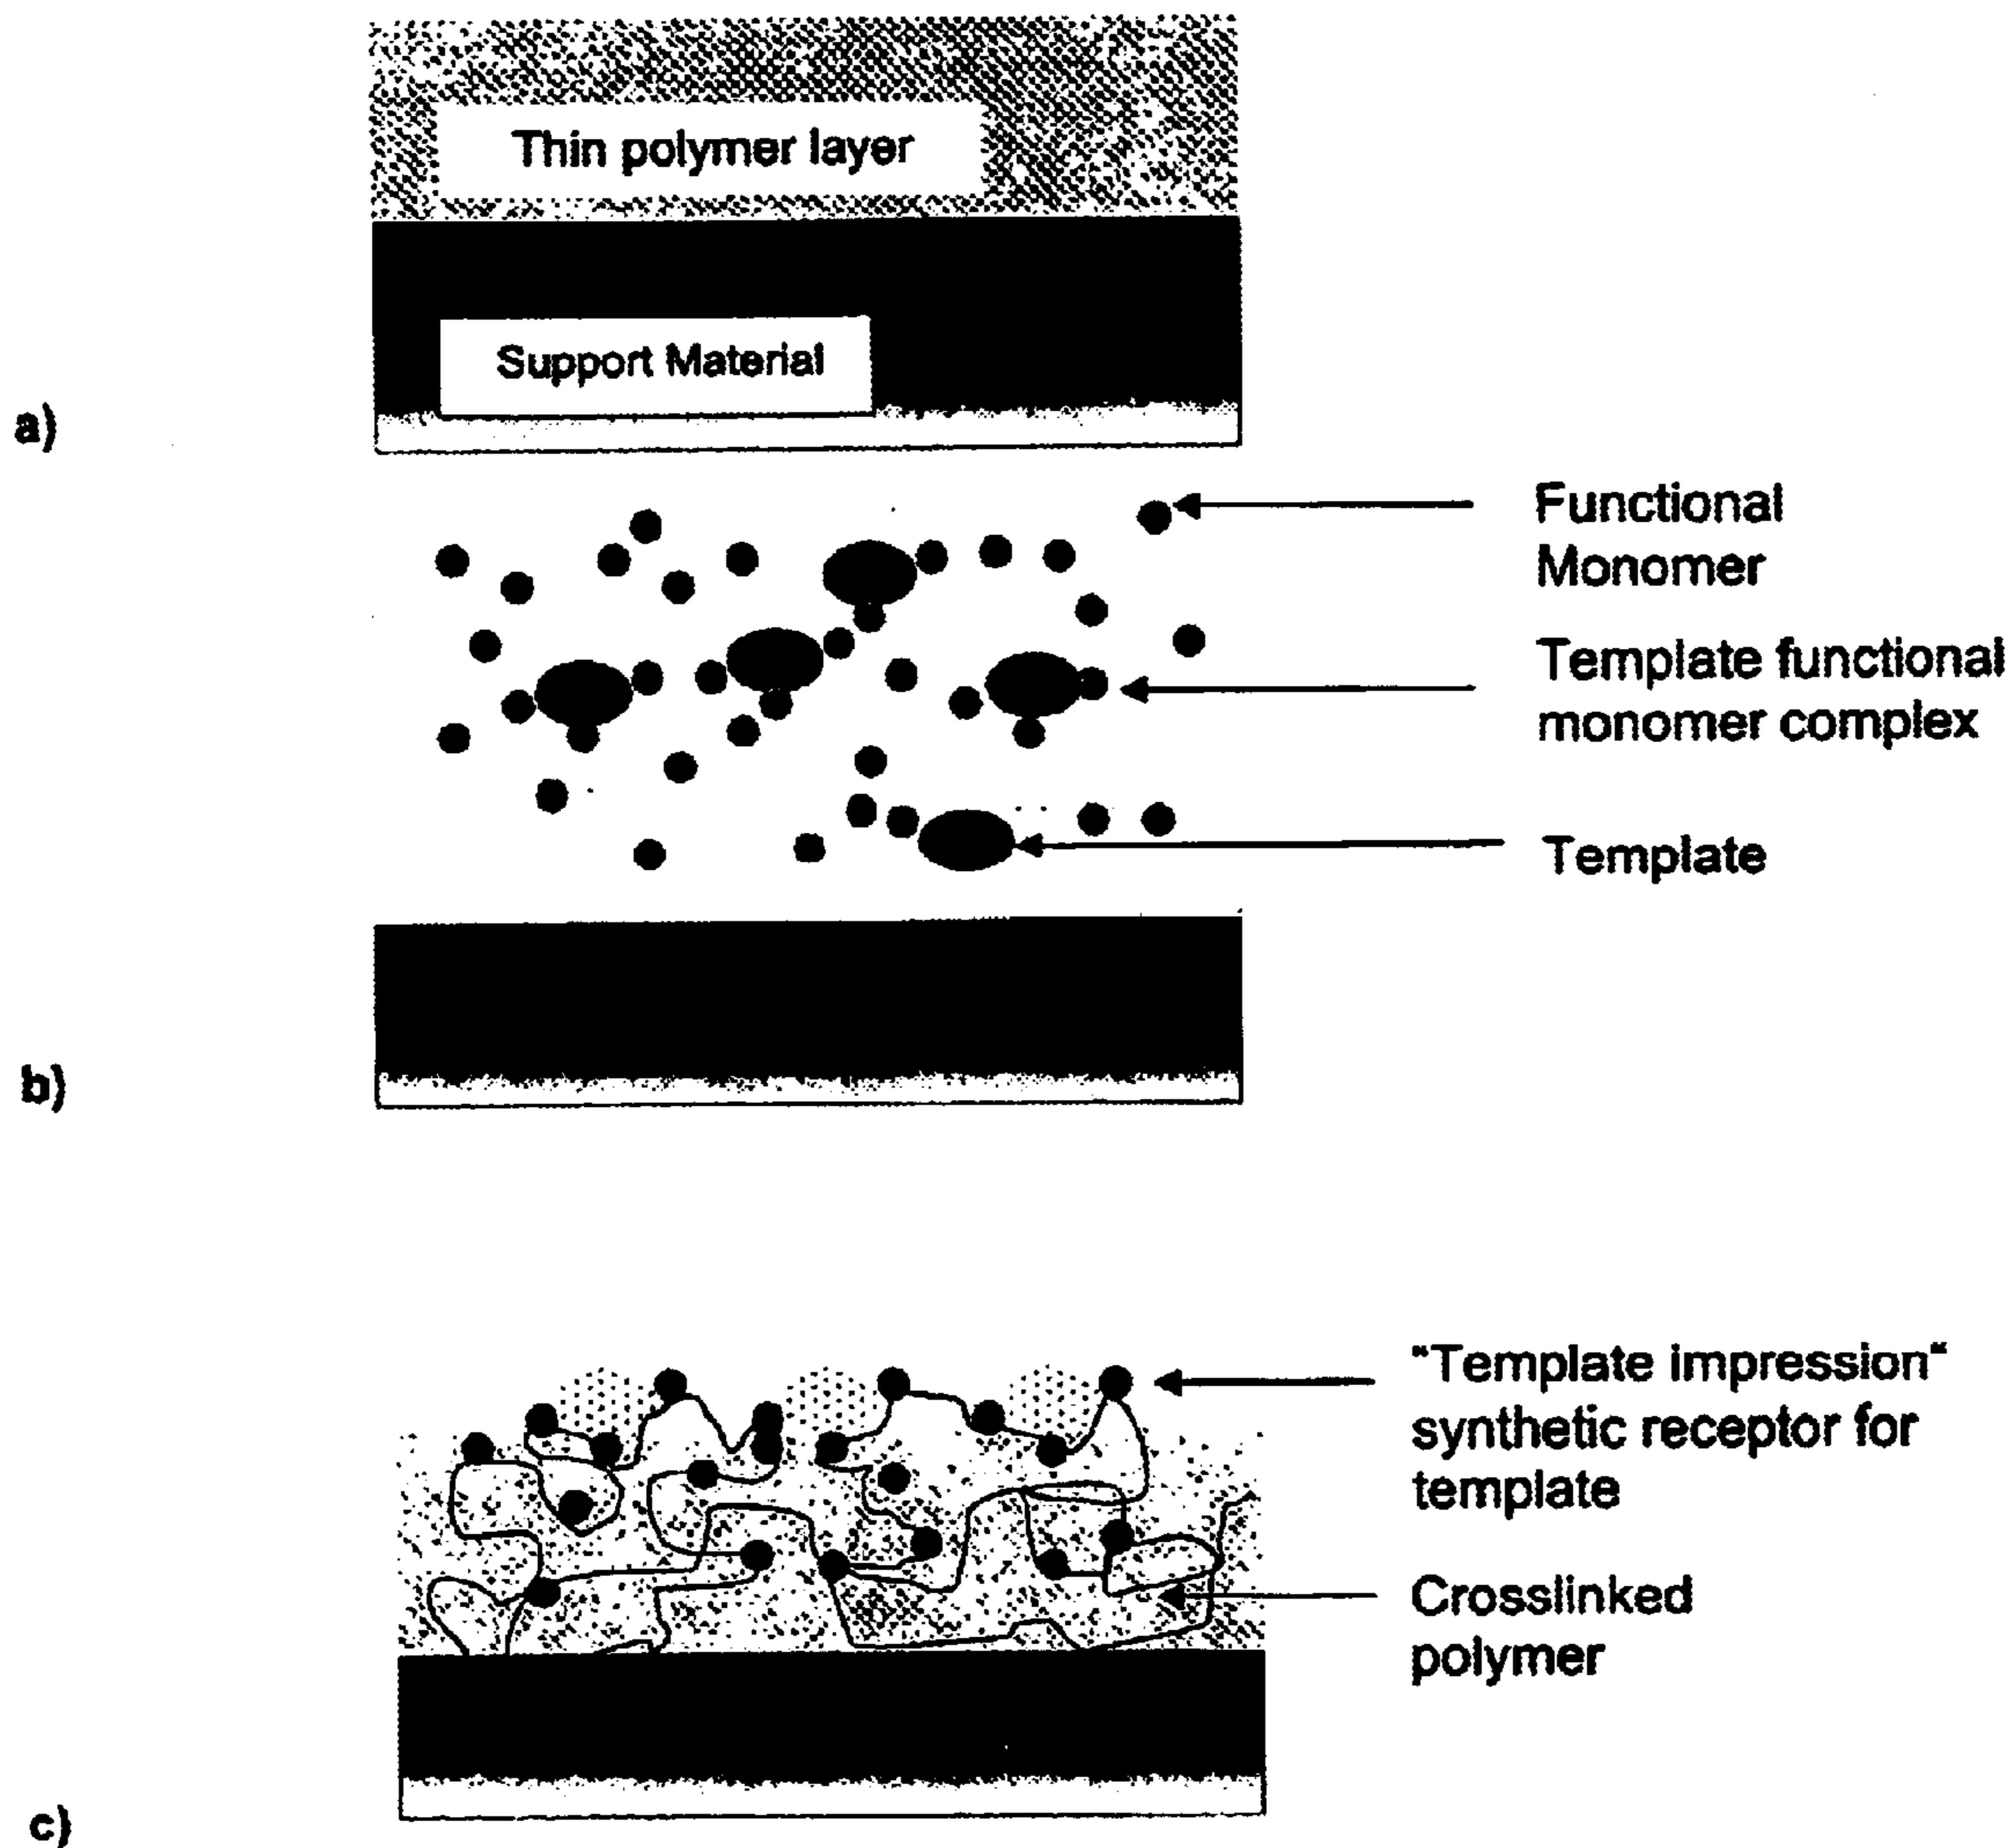 Thin polymer layer
Support Material
a)
Functional
Monomer
Template functional
monomer complex
Template
b)
"Template impression"
synthetic receptor for
template
Crosslinked
polymer
c)